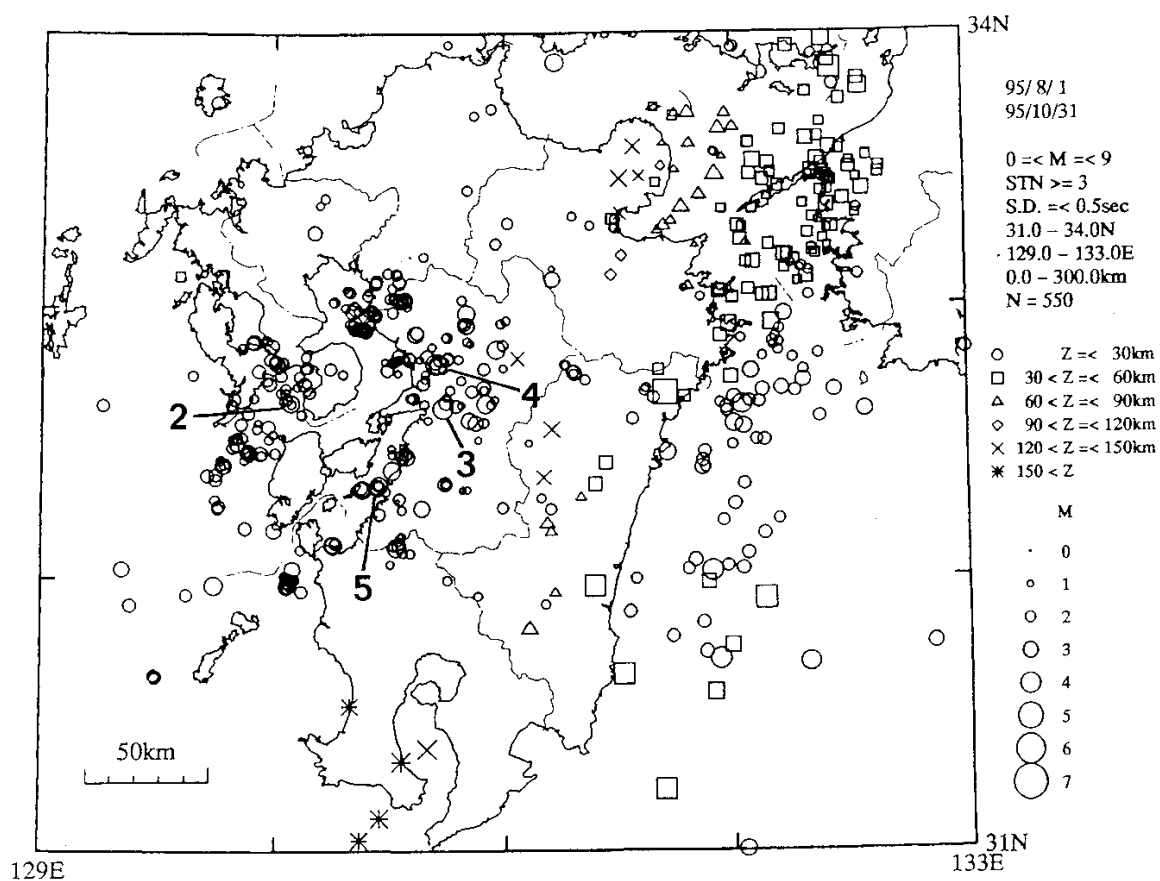 34N
95/ 8/ 1
95/10/31
0 =< M =< 9
STN >= 3
S.D. =< 0.5sec
31.0 – 34.0N
129.0 – 133.0E
0.0 – 300.0km
N = 550
Z =< 30km
30 < Z =< 60km
60 < Z =< 90km
90 < Z =< 120km
120 < Z =< 150km
150 < Z
M
0
1
2
3
4
5
6
7
2
4
3
5
50km
31N
129E
133E